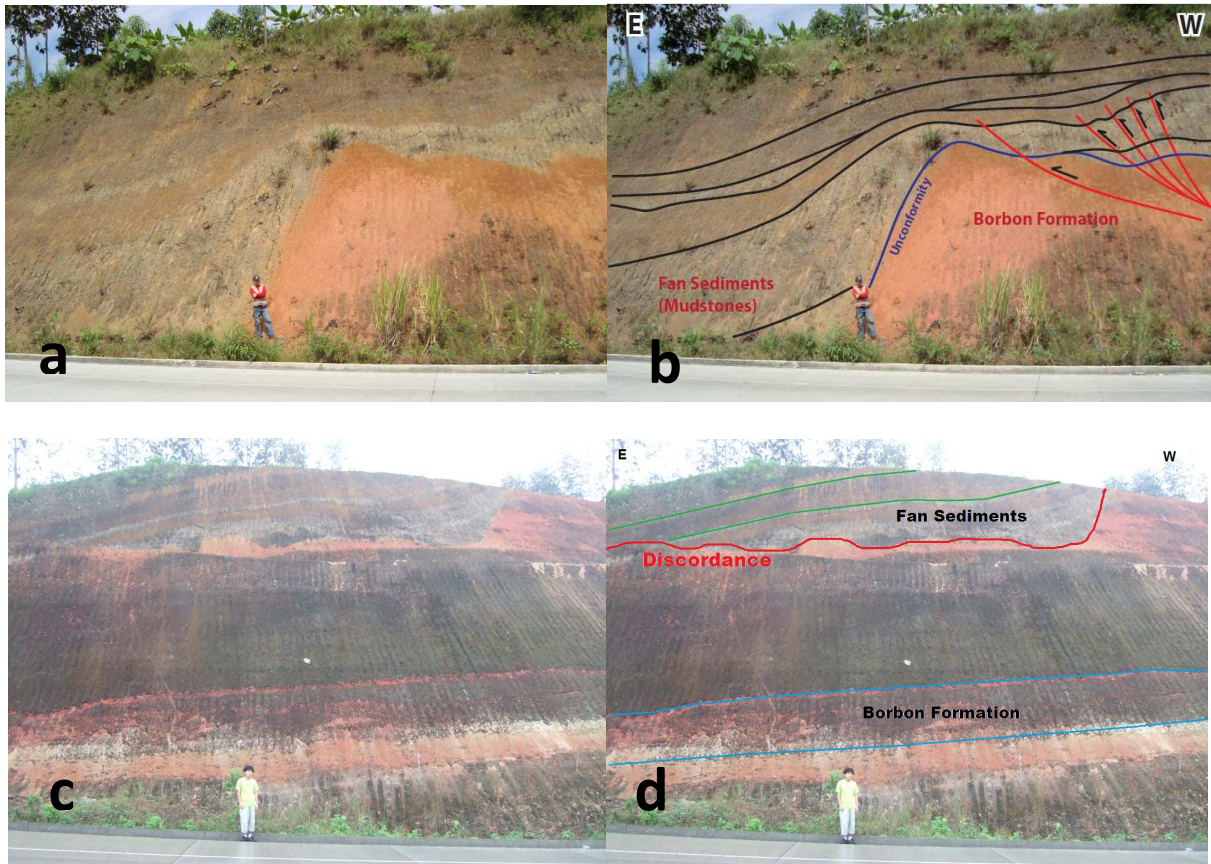 E
W
Unconformity
Borbon Formation
Fan Sediments
(Mudstones)
a
b
E
W
Fan Sediments
Discordance
Borbon Formation
c
d